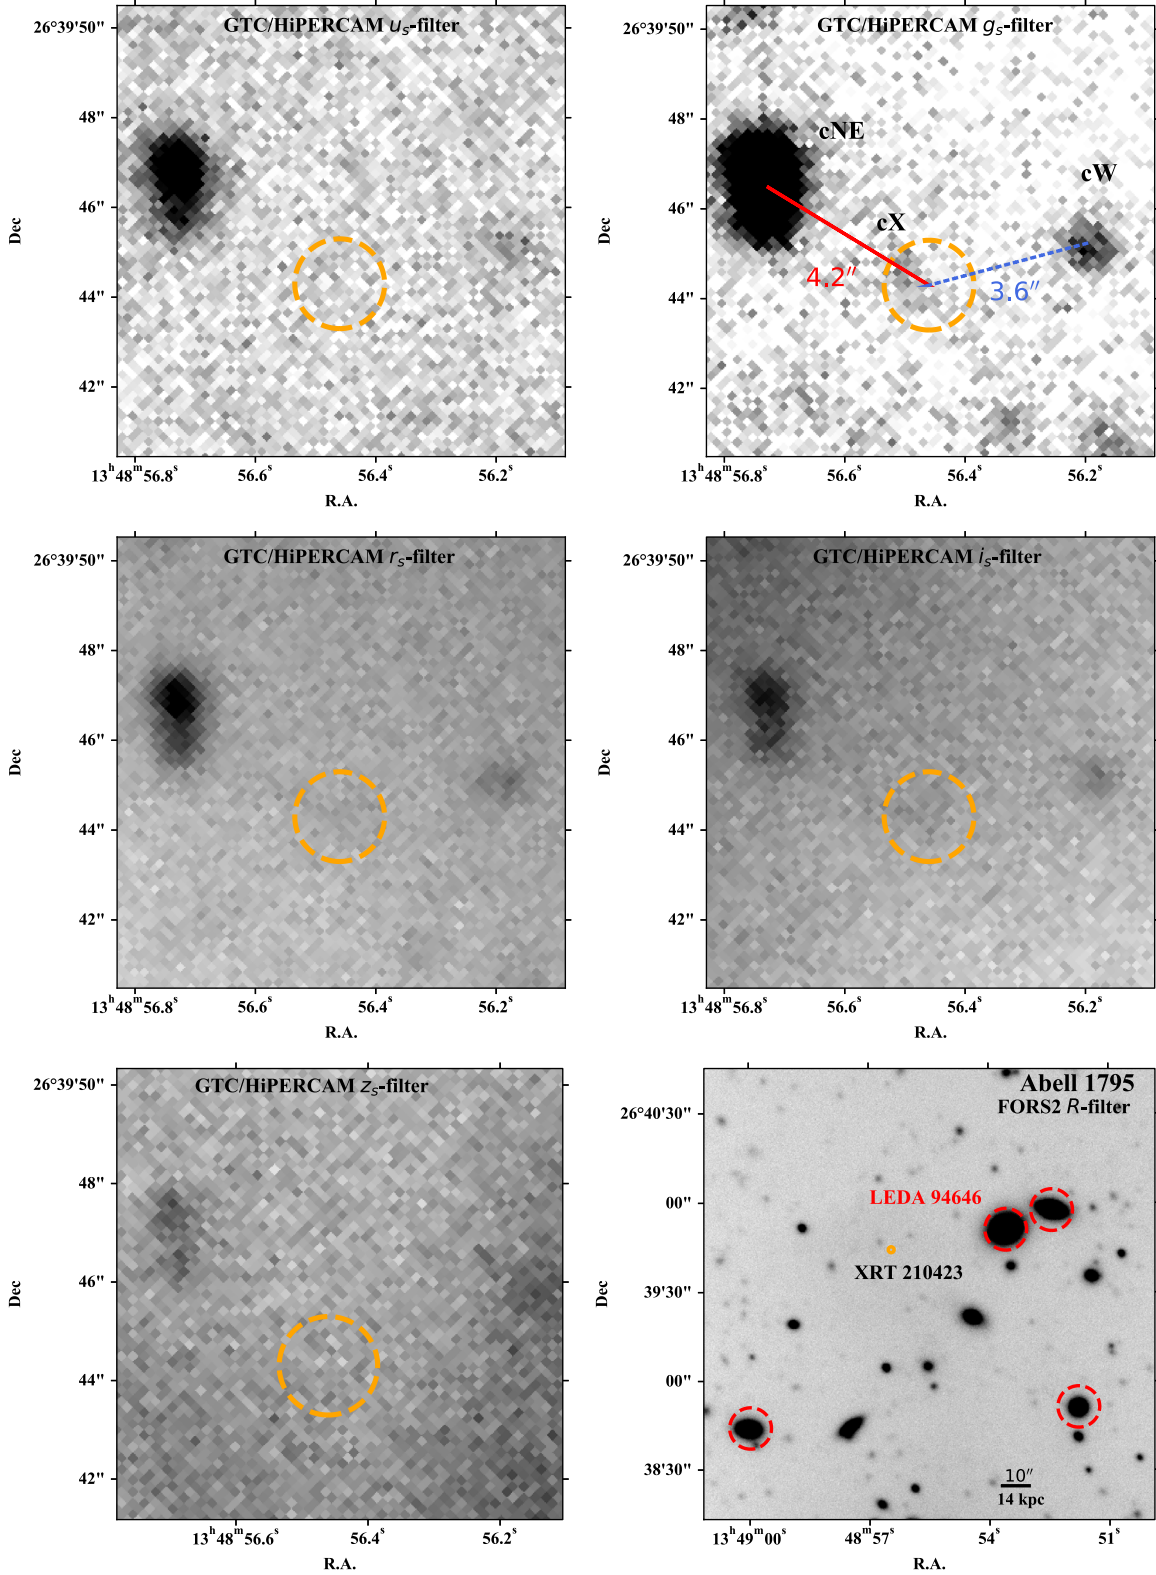 GTC/HiPERCAM u_s-filter
26°39'50"
48"
46"
44"
42"
Dec
13ʰ48ᵐ56.8ˢ
56.6ˢ
56.4ˢ
56.2ˢ
R.A.
GTC/HiPERCAM g_s-filter
26°39'50"
48"
46"
44"
42"
Dec
cNE
cW
cX
4.2″
3.6″
13ʰ48ᵐ56.8ˢ
56.6ˢ
56.4ˢ
56.2ˢ
R.A.
GTC/HiPERCAM r_s-filter
26°39'50"
48"
46"
44"
42"
Dec
13ʰ48ᵐ56.8ˢ
56.6ˢ
56.4ˢ
56.2ˢ
R.A.
GTC/HiPERCAM i_s-filter
26°39'50"
48"
46"
44"
42"
Dec
13ʰ48ᵐ56.8ˢ
56.6ˢ
56.4ˢ
56.2ˢ
R.A.
GTC/HiPERCAM z_s-filter
26°39'50"
48"
46"
44"
42"
Dec
13ʰ48ᵐ56.6ˢ
56.4ˢ
56.2ˢ
R.A.
Abell 1795
FORS2 R-filter
26°40'30"
00"
39'30"
00"
38'30"
Dec
LEDA 94646
XRT 210423
10″
14 kpc
13ʰ49ᵐ00ˢ
48ᵐ57ˢ
54ˢ
51ˢ
R.A.